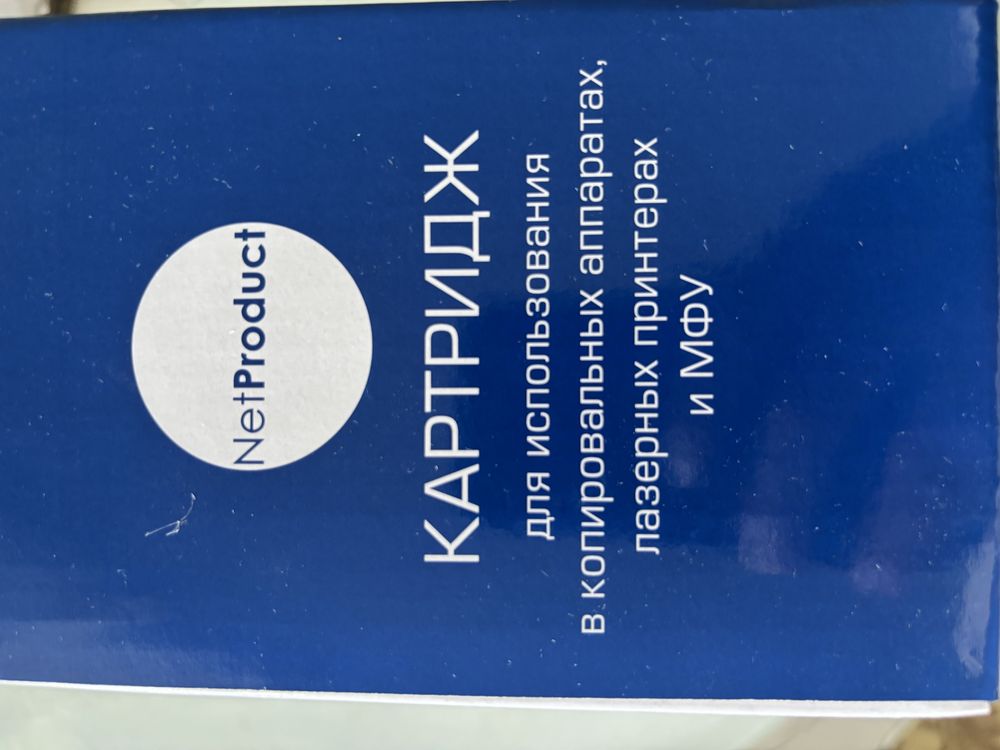 NetProduct
КАРТРИДЖ
для использования
в копировальных аппаратах,
лазерных принтерах
и МФУ